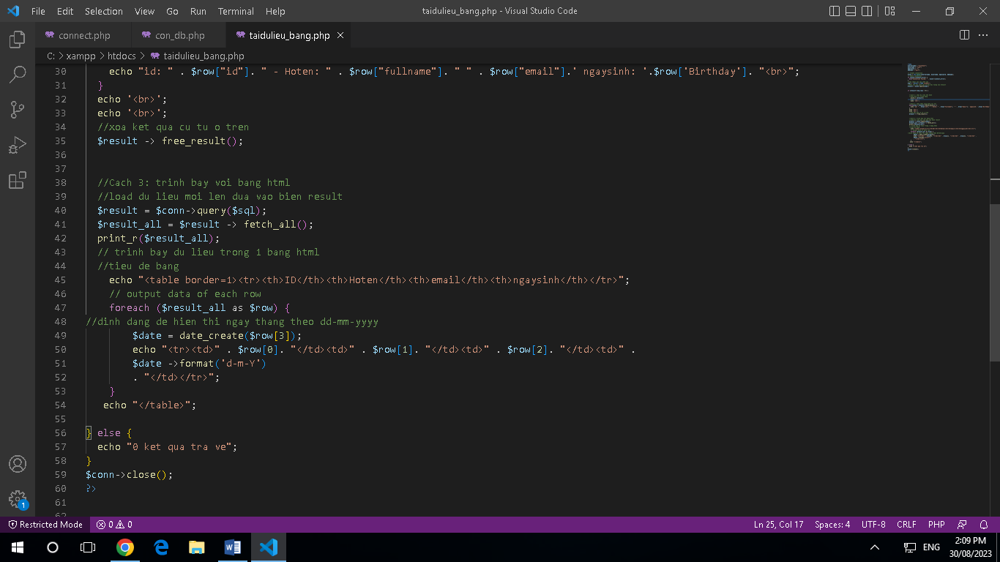 File Edit Selection View Go Run Terminal Help taidulieu_bang.php - Visual Studio Code
connect.php con_db.php taidulieu_bang.php
C: > xampp > htdocs > taidulieu_bang.php
30 echo "id: " . $row["id"]. " - Hoten: " . $row["fullname"]. " " . $row["email"].' ngaysinh: '.$row['Birthday']. "<br>";
31 }
32 echo '<br>';
33 echo '<br>';
34 //xoa ket qua cu tu o tren
35 $result -> free_result();
36
37
38 //Cach 3: trinh bay voi bang html
39 //load du lieu moi len dua vao bien result
40 $result = $conn->query($sql);
41 $result_all = $result -> fetch_all();
42 print_r($result_all);
43 // trinh bay du lieu trong 1 bang html
44 //tieu de bang
45 echo "<table border=1><tr><th>ID</th><th>Hoten</th><th>email</th><th>ngaysinh</th></tr>";
46 // output data of each row
47 foreach ($result_all as $row) {
48 //dinh dang de hien thi ngay thang theo dd-mm-yyyy
49 $date = date_create($row[3]);
50 echo "<tr><td>" . $row[0]. "</td><td>" . $row[1]. "</td><td>" . $row[2]. "</td><td>" .
51 $date ->format('d-m-Y')
52 . "</td></tr>";
53 }
54 echo "</table>";
55
56 } else {
57 echo "0 ket qua tra ve";
58 }
59 $conn->close();
60 ?>
61
62
1
Restricted Mode 0 0 Ln 25, Col 17 Spaces: 4 UTF-8 CRLF PHP
ENG 2:09 PM
30/08/2023